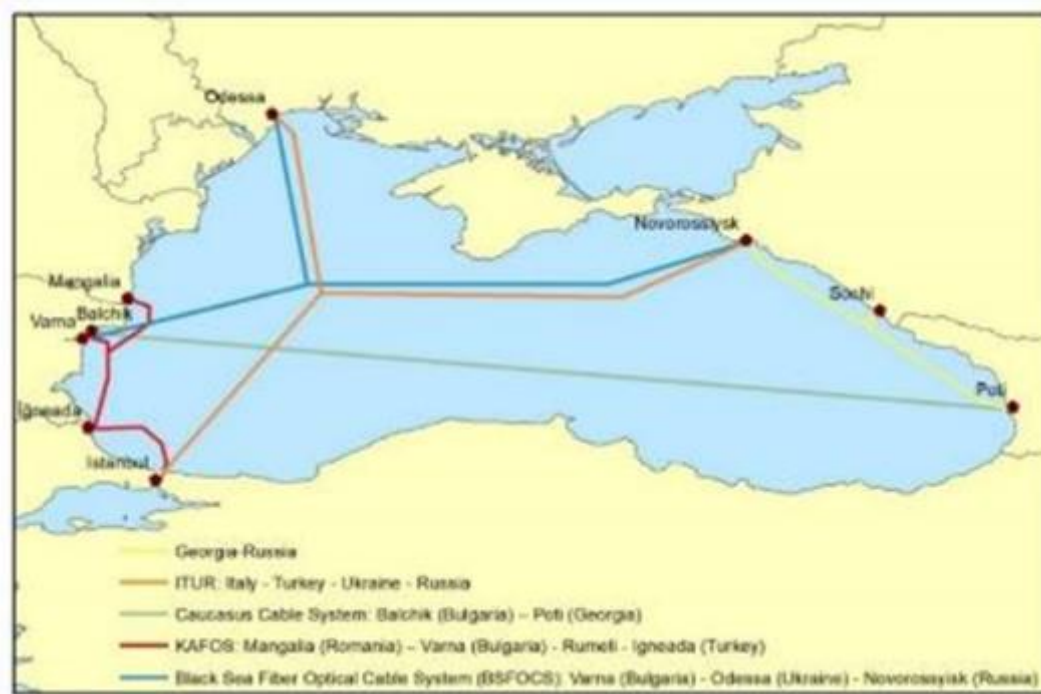 Odessa
Novorossiysk
Mangalia
Sochi
Varna
Balchik
Poti
Igneada
Istanbul
Georgia-Russia
ITUR: Italy - Turkey - Ukraine - Russia
Caucasus Cable System: Balchik (Bulgaria) – Poti (Georgia)
KAFOS: Mangalia (Romania) – Varna (Bulgaria) - Rumeli - Igneada (Turkey)
Black Sea Fiber Optical Cable System (BSFOCS): Varna (Bulgaria) - Odessa (Ukraine) - Novorossyisk (Russia)